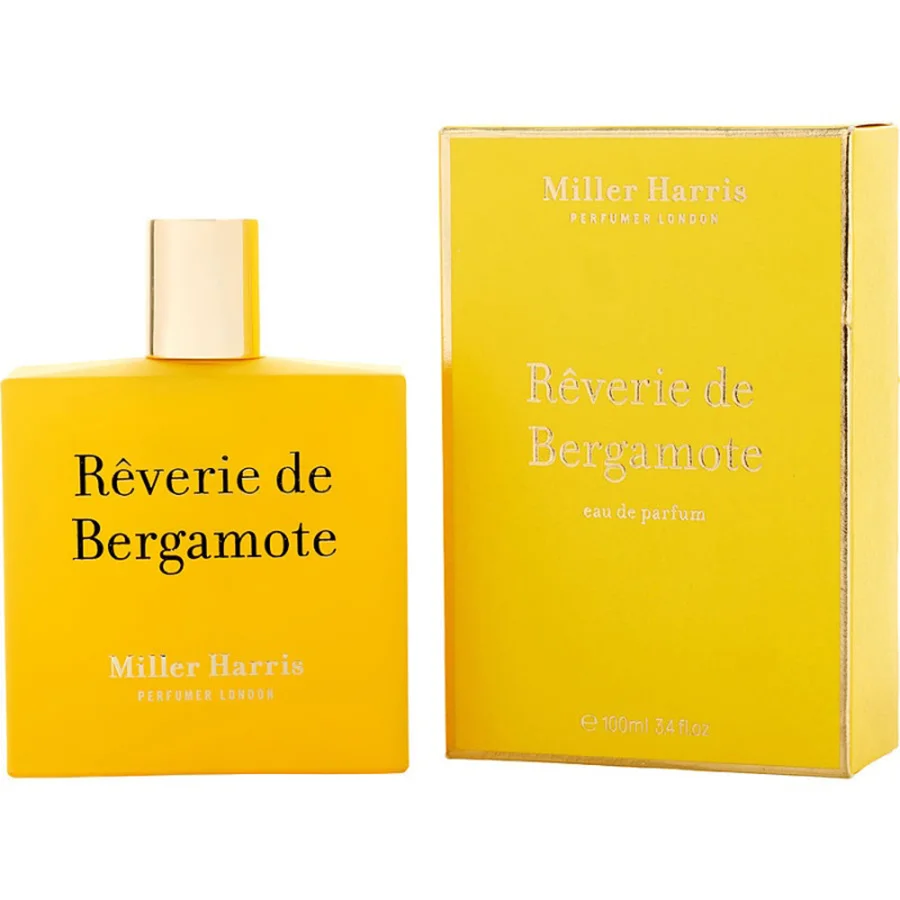 Rêverie de
Bergamote
Miller Harris
PERFUMER LONDON
Miller Harris
PERFUMER LONDON
Rêverie de
Bergamote
eau de parfum
℮ 100ml 3.4 fl.oz